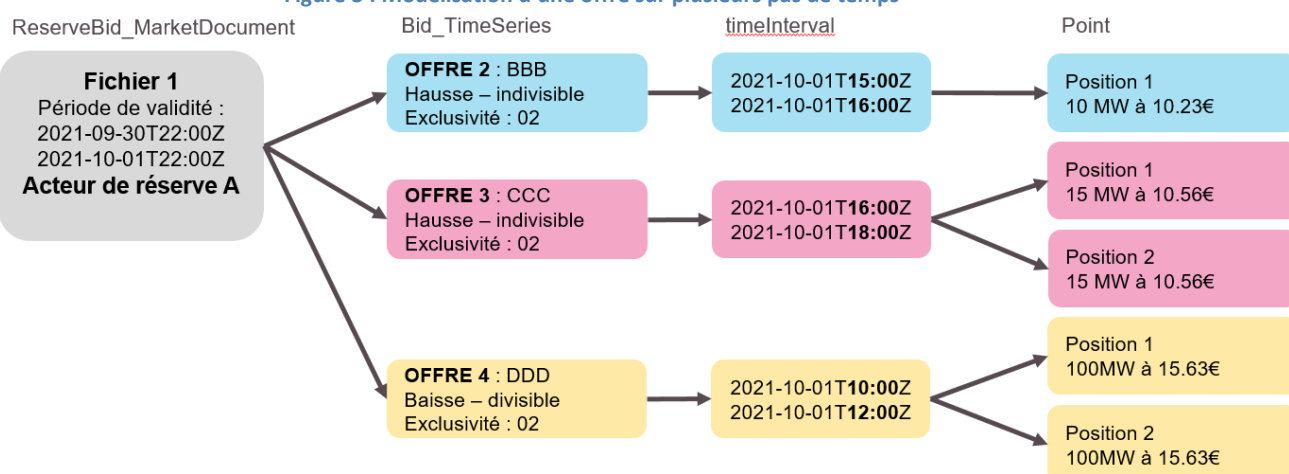 ReserveBid_MarketDocument
Bid_TimeSeries
timeInterval
Point
Fichier 1
Période de validité :
2021-09-30T22:00Z
2021-10-01T22:00Z
Acteur de réserve A
OFFRE 2 : BBB
Hausse – indivisible
Exclusivité : 02
2021-10-01T15:00Z
2021-10-01T16:00Z
Position 1
10 MW à 10.23€
OFFRE 3 : CCC
Hausse – indivisible
Exclusivité : 02
2021-10-01T16:00Z
2021-10-01T18:00Z
Position 1
15 MW à 10.56€
Position 2
15 MW à 10.56€
OFFRE 4 : DDD
Baisse – divisible
Exclusivité : 02
2021-10-01T10:00Z
2021-10-01T12:00Z
Position 1
100MW à 15.63€
Position 2
100MW à 15.63€